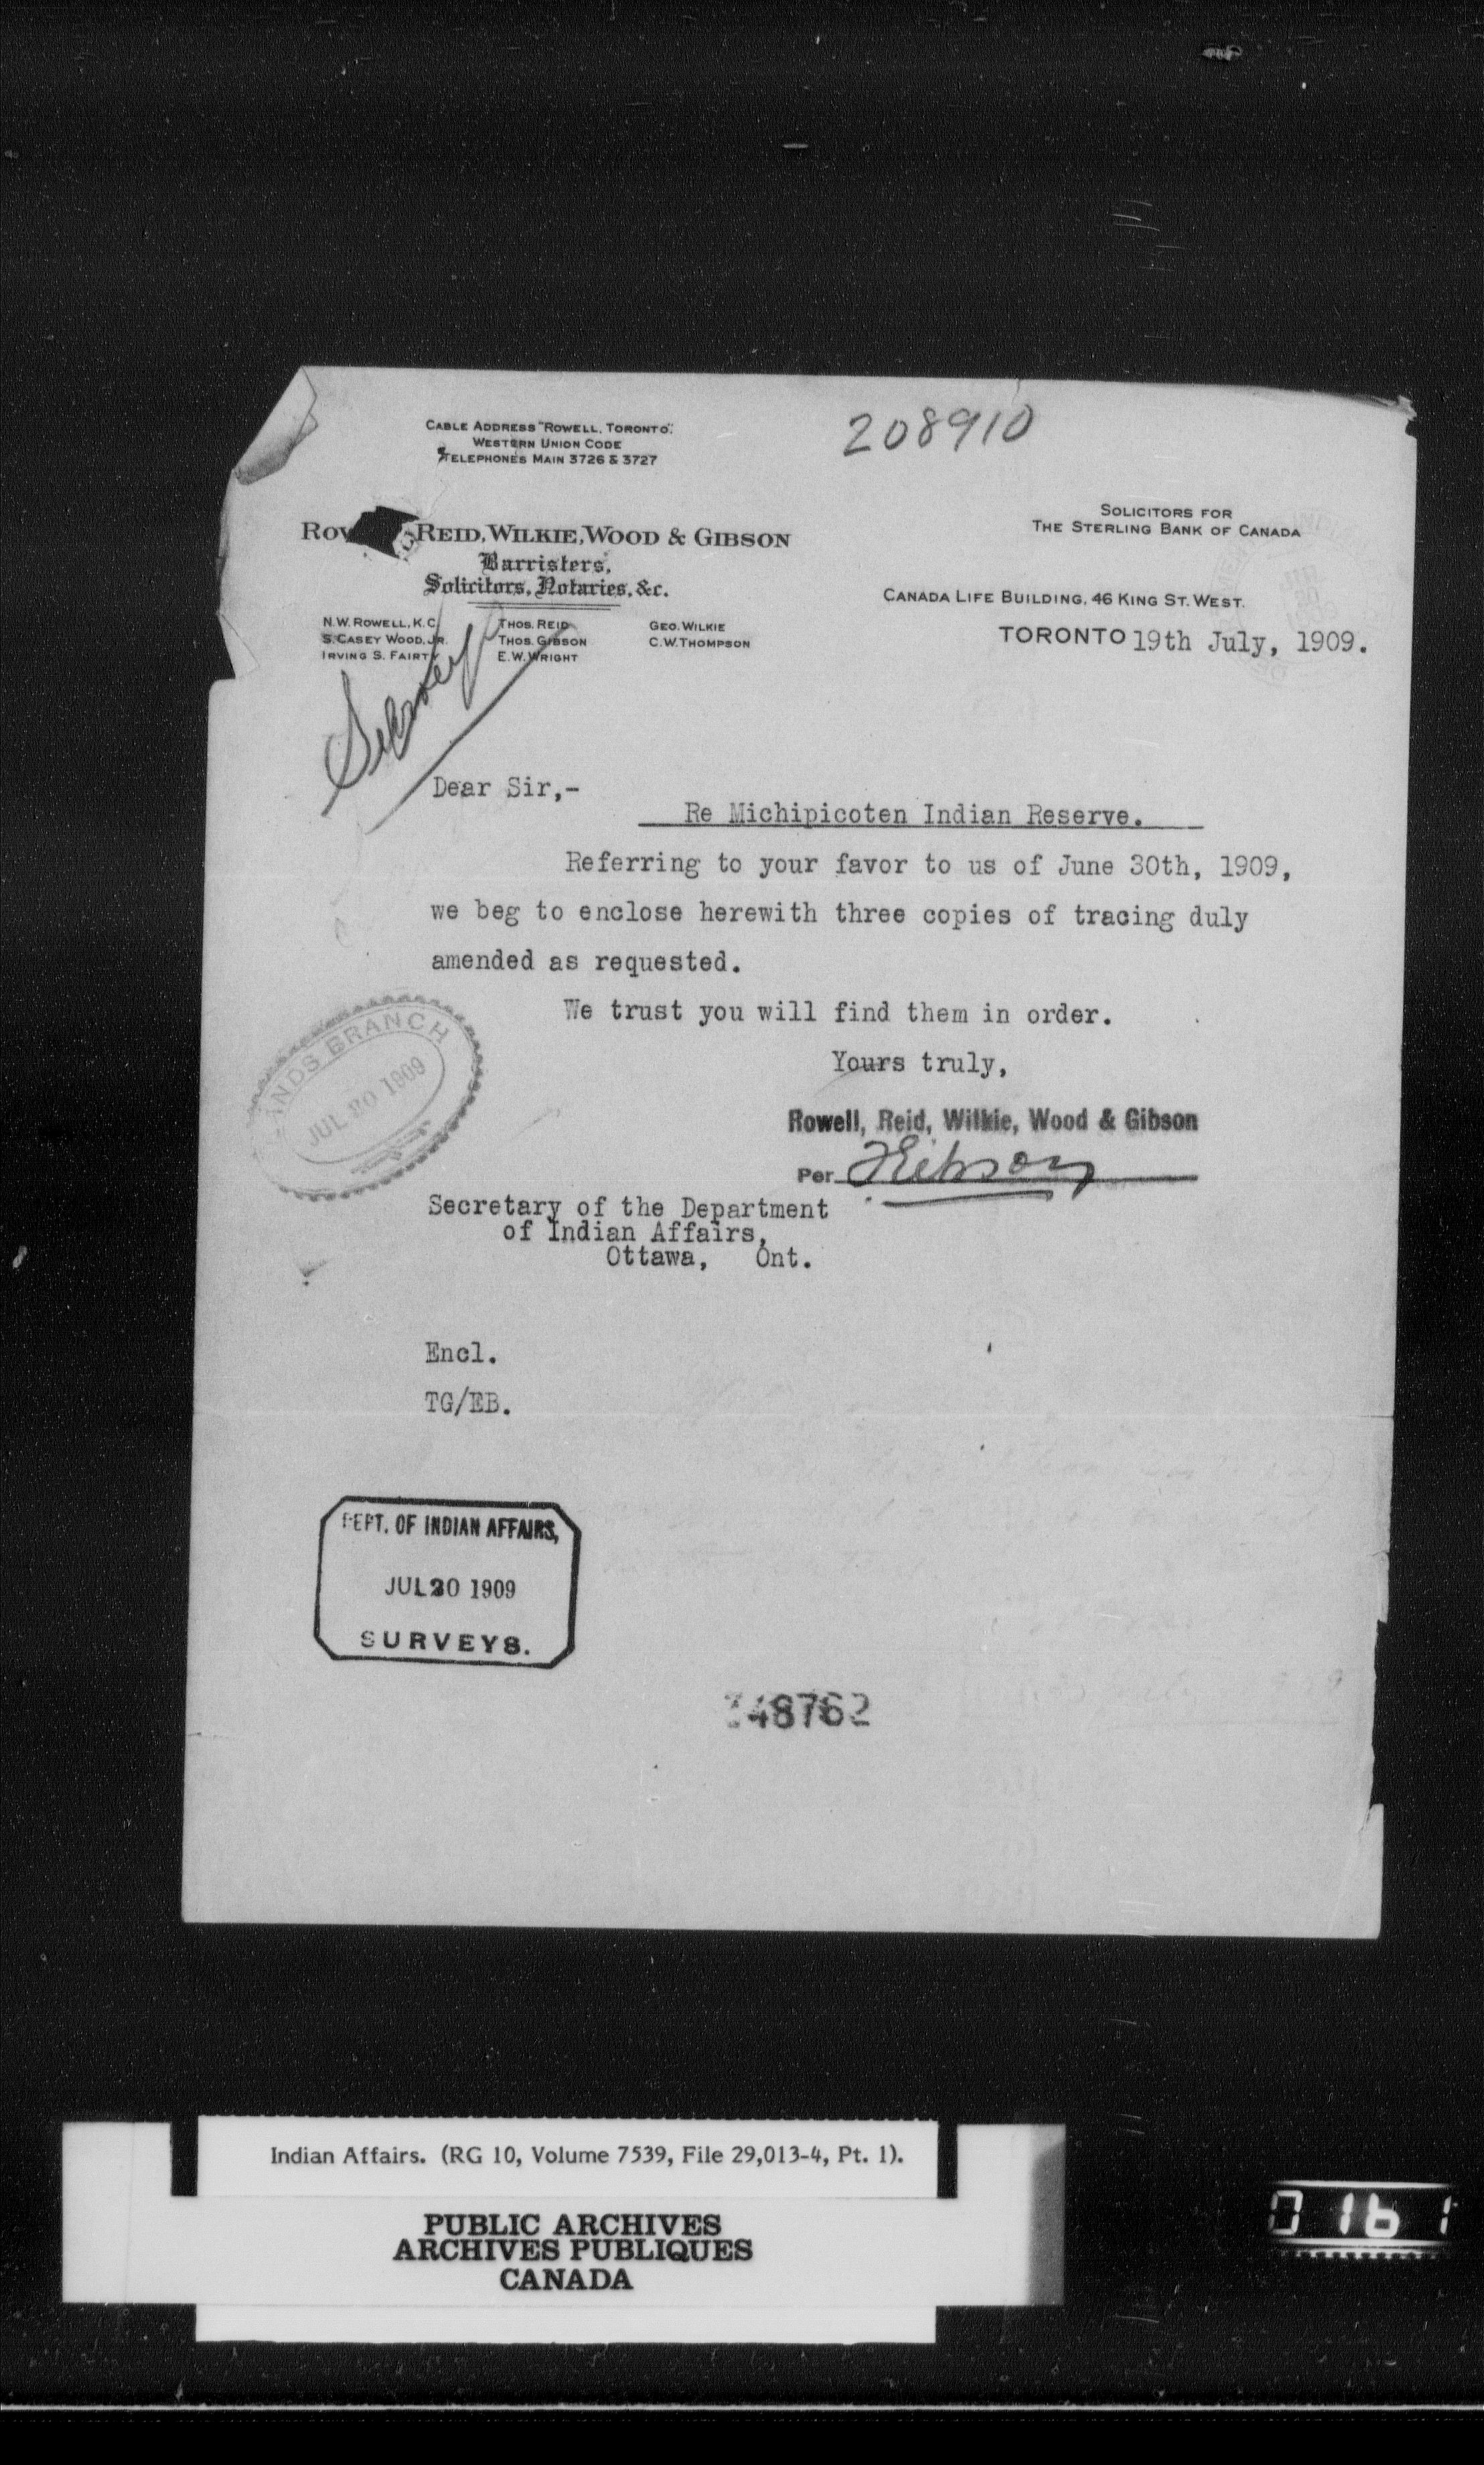 208910
CABLE ADDRESS "ROWELL, TORONTO".
WESTERN UNION CODE
TELEPHONES MAIN 3726 & 3727
SOLICITORS FOR
THE STERLING BANK OF CANADA
REID, WILKIE, WOOD & GIBSON
Barristers,
Solicitors, Notaries, &c.
CANADA LIFE BUILDING, 46 KING ST. WEST.
N.W. ROWELL, K.C. THOS. REID GEO. WILKIE
S. CASEY WOOD, JR. THOS. GIBSON C.W. THOMPSON
IRVING S. FAIRTY E.W. WRIGHT
TORONTO 19th July, 1909.
Dear Sir,-
Re Michipicoten Indian Reserve.
Referring to your favor to us of June 30th, 1909,
we beg to enclose herewith three copies of tracing duly
amended as requested.
We trust you will find them in order.
Yours truly,
BRANCH
JUL 20 1909
Rowell, Reid, Wilkie, Wood & Gibson
Per Gibson
Secretary of the Department
of Indian Affairs,
Ottawa, Ont.
Encl.
TG/EB.
DEPT. OF INDIAN AFFAIRS,
JUL 20 1909
SURVEYS.
348762
Indian Affairs. (RG 10, Volume 7539, File 29,013-4, Pt. 1).
PUBLIC ARCHIVES
ARCHIVES PUBLIQUES
CANADA